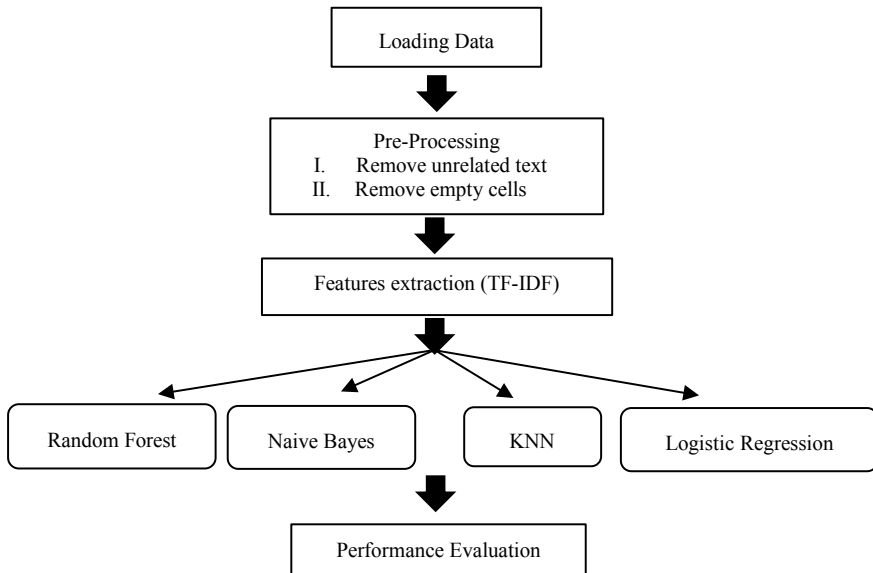 Loading Data
Pre-Processing
I. Remove unrelated text
II. Remove empty cells
Features extraction (TF-IDF)
Random Forest
Naive Bayes
KNN
Logistic Regression
Performance Evaluation